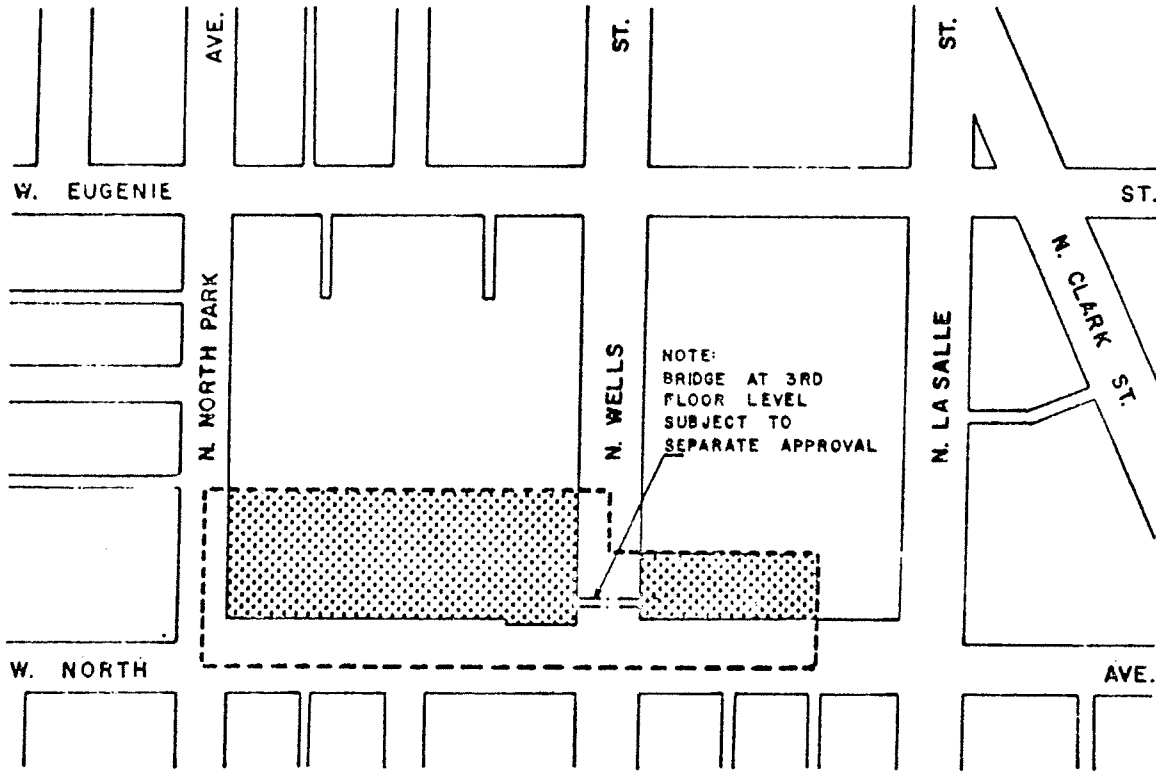 AVE.
ST.
ST.
W. EUGENIE
ST.
N. NORTH PARK
N. WELLS
N. LA SALLE
N. CLARK ST.
NOTE:
BRIDGE AT 3RD
FLOOR LEVEL
SUBJECT TO
SEPARATE APPROVAL
W. NORTH
AVE.